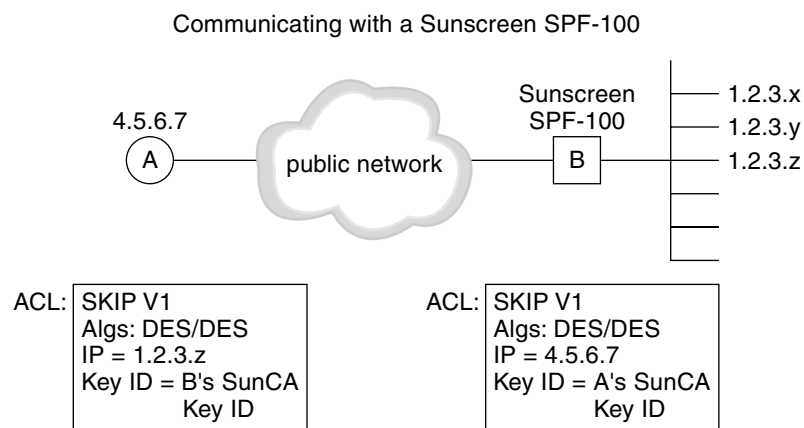 Communicating with a Sunscreen SPF-100
4.5.6.7
A
public network
Sunscreen
SPF-100
B
1.2.3.x
1.2.3.y
1.2.3.z
ACL:
SKIP V1
Algs: DES/DES
IP = 1.2.3.z
Key ID = B's SunCA
Key ID
ACL:
SKIP V1
Algs: DES/DES
IP = 4.5.6.7
Key ID = A's SunCA
Key ID